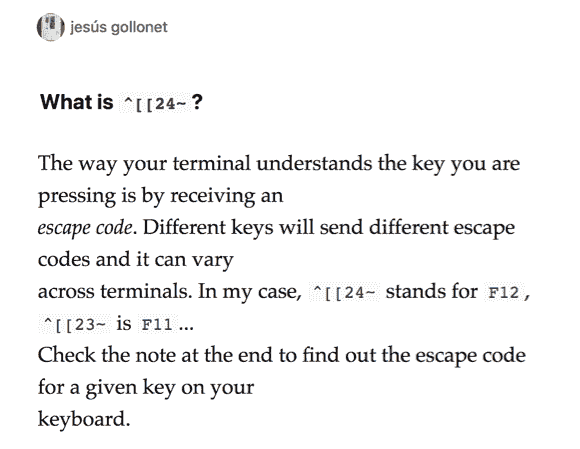 jesús gollonet
What is ^[[24~ ?
The way your terminal understands the key you are
pressing is by receiving an
escape code. Different keys will send different escape
codes and it can vary
across terminals. In my case, ^[[24~ stands for F12 ,
^[[23~ is F11 ...
Check the note at the end to find out the escape code
for a given key on your
keyboard.